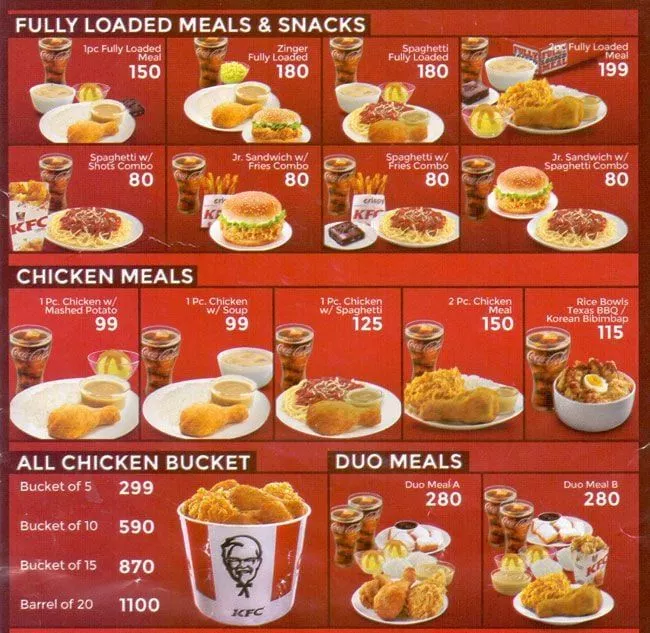 FULLY LOADED MEALS & SNACKS
1pc Fully Loaded
Meal
150
Zinger
Fully Loaded
180
Spaghetti
Fully Loaded
180
2pc Fully Loaded
Meal
199
Spaghetti w/
Shots Combo
80
Jr. Sandwich w/
Fries Combo
80
Spaghetti w/
Fries Combo
80
Jr. Sandwich w/
Spaghetti Combo
80
CHICKEN MEALS
1 Pc. Chicken w/
Mashed Potato
99
1 Pc. Chicken
w/ Soup
99
1 Pc. Chicken
w/ Spaghetti
125
2 Pc. Chicken
Meal
150
Rice Bowls
Texas BBQ /
Korean Bibimbap
115
ALL CHICKEN BUCKET
Bucket of 5 299
Bucket of 10 590
Bucket of 15 870
Barrel of 20 1100
KFC
DUO MEALS
Duo Meal A
280
Duo Meal B
280